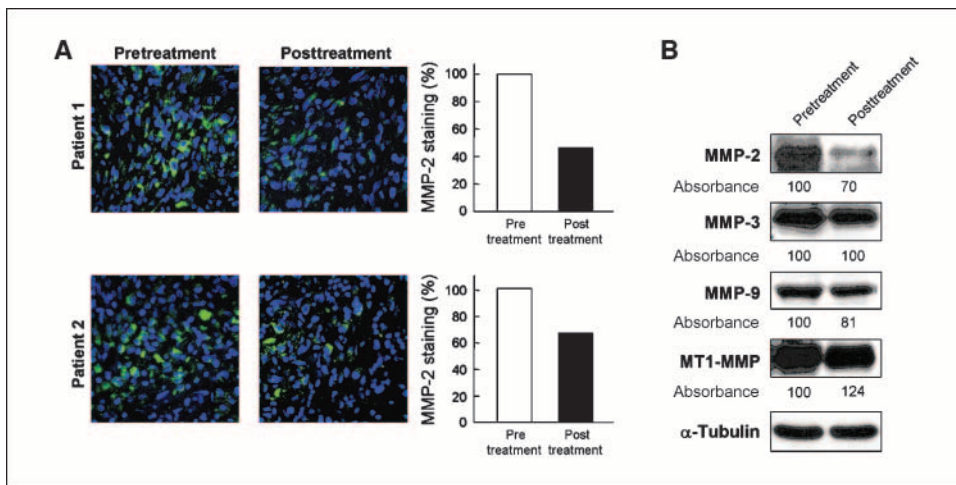 A
Pretreatment
Posttreatment
Patient 1
MMP-2 staining (%)
100
80
60
40
20
0
Pre
treatment
Post
treatment
Patient 2
MMP-2 staining (%)
100
80
60
40
20
0
Pre
treatment
Post
treatment
B
Pretreatment
Posttreatment
MMP-2
Absorbance 100 70
MMP-3
Absorbance 100 100
MMP-9
Absorbance 100 81
MT1-MMP
Absorbance 100 124
α-Tubulin